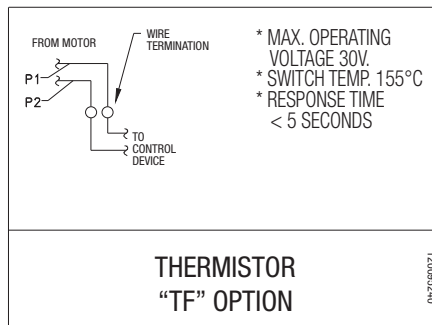 FROM MOTOR
WIRE
TERMINATION
P1
P2
TO
CONTROL
DEVICE
* MAX. OPERATING
VOLTAGE 30V.
* SWITCH TEMP. 155°C
* RESPONSE TIME
< 5 SECONDS
THERMISTOR
“TF” OPTION